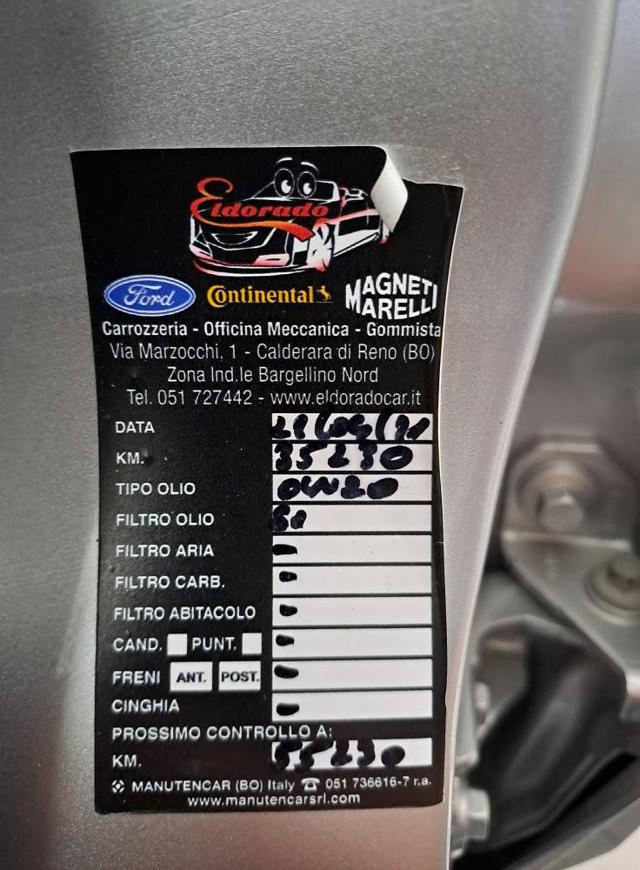 Eldorado
Ford Continental MAGNETI MARELLI
Carrozzeria - Officina Meccanica - Gommista
Via Marzocchi, 1 - Calderara di Reno (BO)
Zona Ind.le Bargellino Nord
Tel. 051 727442 - www.eldoradocar.it
DATA
KM. 35230
TIPO OLIO 0W20
FILTRO OLIO
FILTRO ARIA -
FILTRO CARB. -
FILTRO ABITACOLO -
CAND. PUNT. -
FRENI ANT. POST. -
CINGHIA -
PROSSIMO CONTROLLO A:
KM. 55230
MANUTENCAR (BO) Italy ☎ 051 736616-7 r.a.
www.manutencarsrl.com